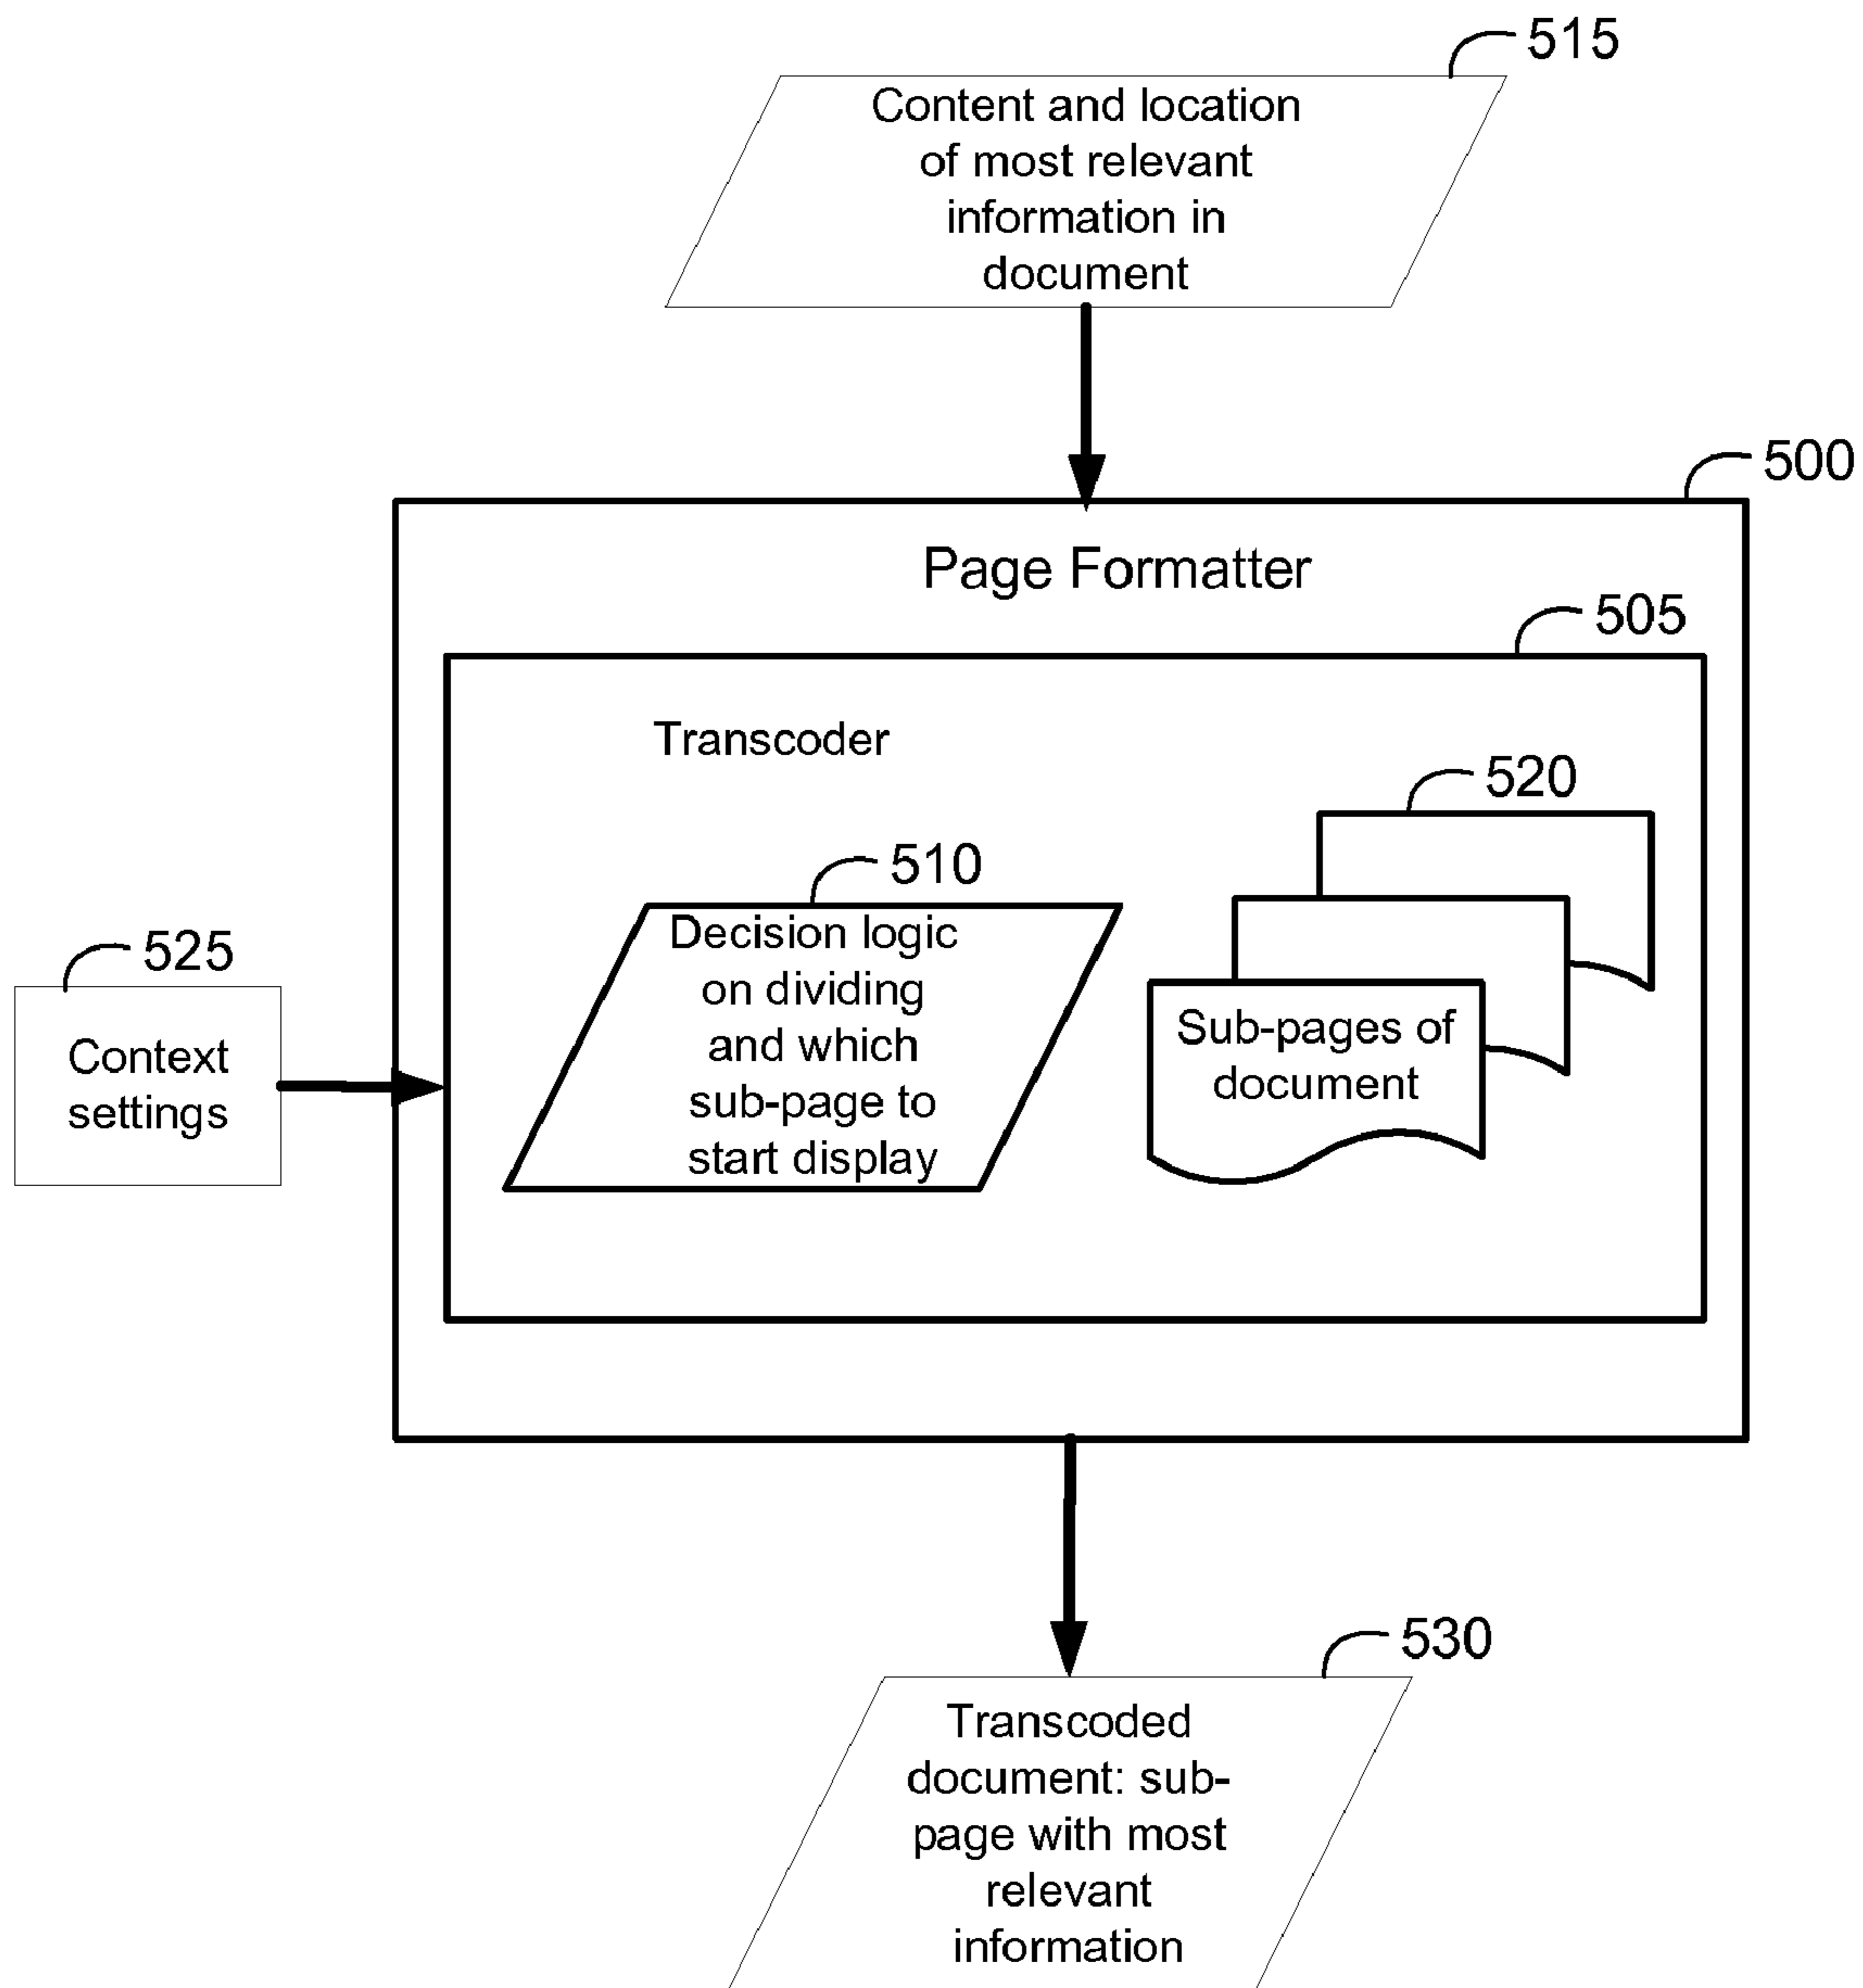 515
Content and location
of most relevant
information in
document
500
Page Formatter
505
Transcoder
520
510
Decision logic
on dividing
and which
sub-page to
start display
Sub-pages of
document
525
Context
settings
530
Transcoded
document: sub-
page with most
relevant
information